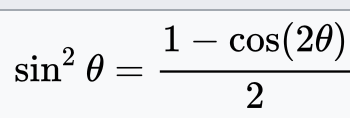 sin² θ = (1 − cos(2θ)) / 2